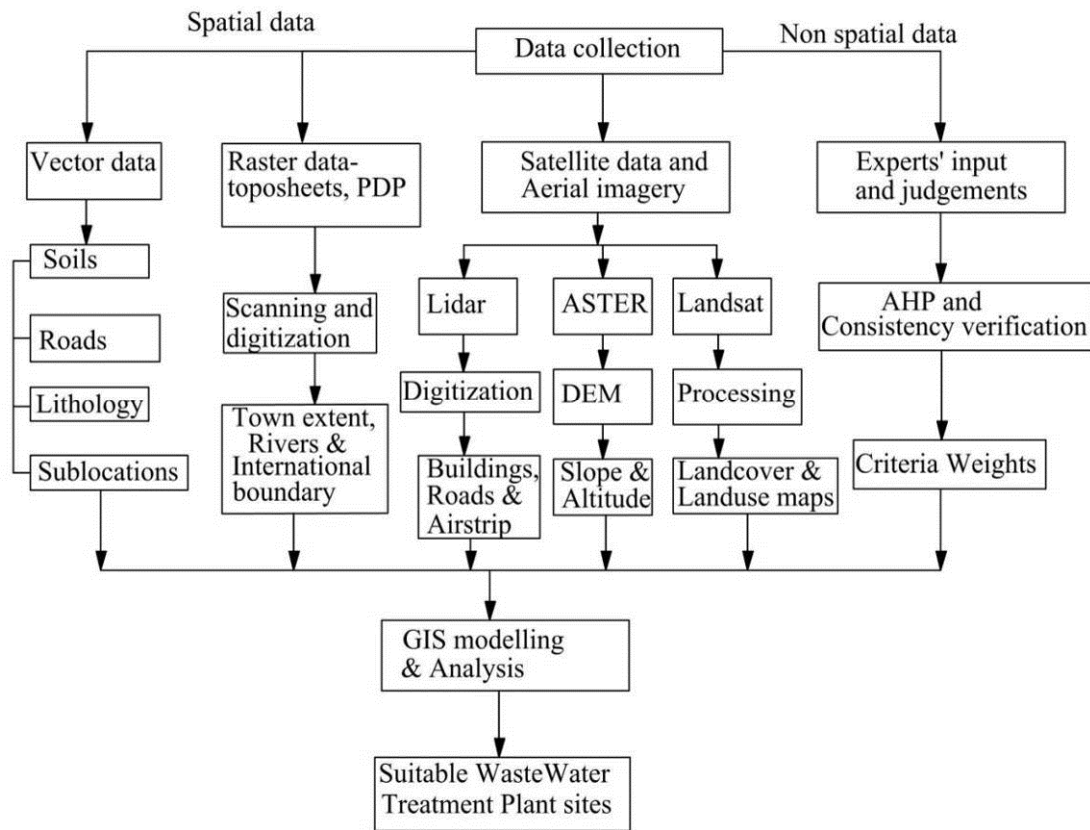 Spatial data
Data collection
Non spatial data
Vector data
Raster data-
toposheets, PDP
Satellite data and
Aerial imagery
Experts' input
and judgements
Soils
Roads
Lithology
Sublocations
Scanning and
digitization
Town extent,
Rivers &
International
boundary
Lidar
Digitization
Buildings,
Roads &
Airstrip
ASTER
DEM
Slope &
Altitude
Landsat
Processing
Landcover &
Landuse maps
AHP and
Consistency verification
Criteria Weights
GIS modelling
& Analysis
Suitable WasteWater
Treatment Plant sites